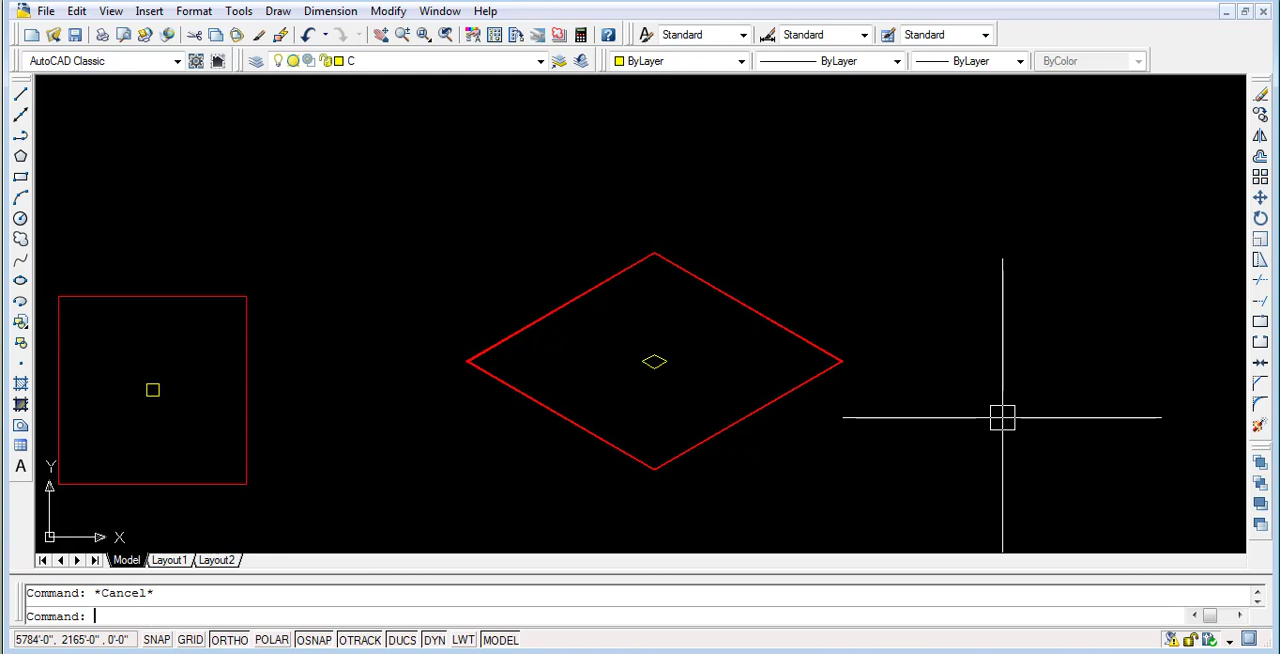 File Edit View Insert Format Tools Draw Dimension Modify Window Help
Standard Standard Standard
AutoCAD Classic C ByLayer ByLayer ByLayer ByColor
A
Y
X
Model Layout1 Layout2
Command: *Cancel*
Command:
5784'-0", 2165'-0" , 0'-0" SNAP GRID ORTHO POLAR OSNAP OTRACK DUCS DYN LWT MODEL